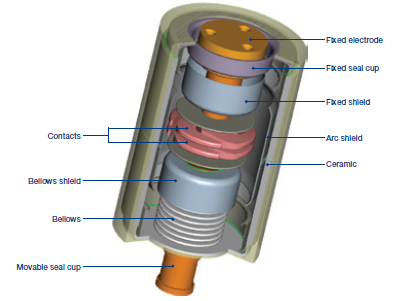 Fixed electrode
Fixed seal cup
Fixed shield
Contacts
Arc shield
Ceramic
Bellows shield
Bellows
Movable seal cup